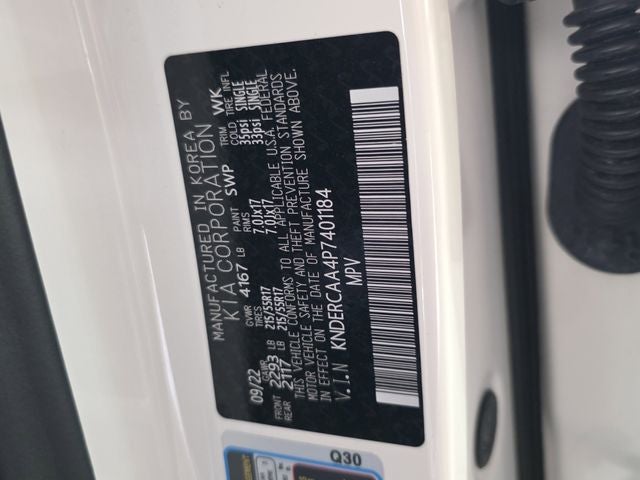 MANUFACTURED IN KOREA BY
KIA CORPORATION
09/22 GVWR 4167 LB PAINT SWP TRIM WK
GAWR TIRES RIMS COLD TIRE INFL
FRONT 2293 LB 215/55R17 7.0Jx17 35psi SINGLE
REAR 2117 LB 215/55R17 7.0Jx17 33psi SINGLE
THIS VEHICLE CONFORMS TO ALL APPLICABLE U.S.A. FEDERAL
MOTOR VEHICLE SAFETY AND THEFT PREVENTION STANDARDS
IN EFFECT ON THE DATE OF MANUFACTURE SHOWN ABOVE.
V.I.N KNDERCAA4P7401184
MPV
Q30